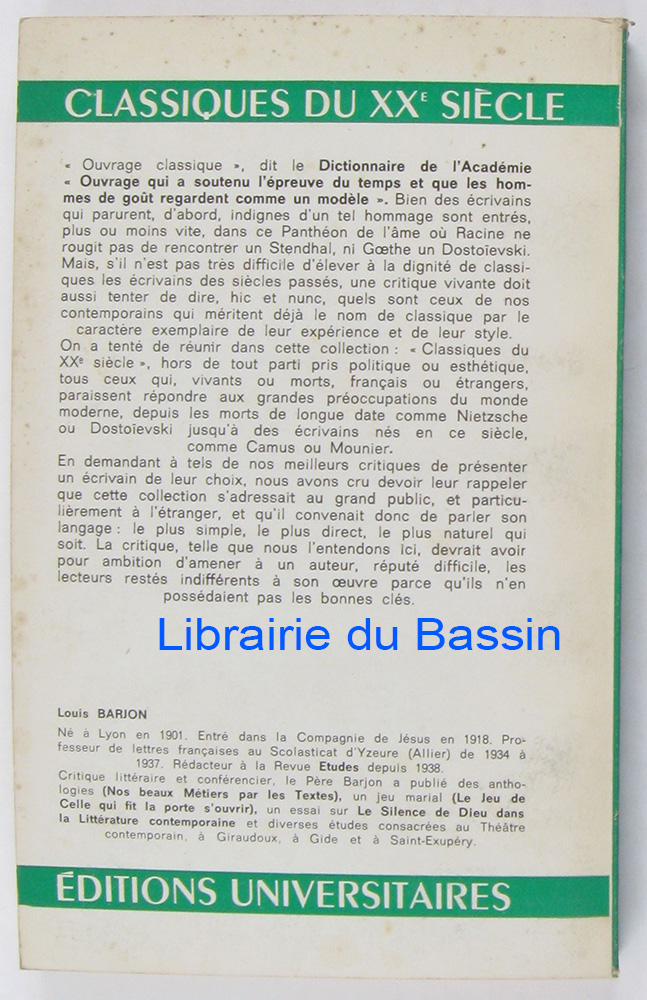 CLASSIQUES DU XXE SIÈCLE
« Ouvrage classique », dit le Dictionnaire de l'Académie
« Ouvrage qui a soutenu l'épreuve du temps et que les hom-
mes de goût regardent comme un modèle ». Bien des écrivains
qui parurent, d'abord, indignes d'un tel hommage sont entrés,
plus ou moins vite, dans ce Panthéon de l'âme où Racine ne
rougit pas de rencontrer un Stendhal, ni Gœthe un Dostoïevski.
Mais, s'il n'est pas très difficile d'élever à la dignité de classi-
ques les écrivains des siècles passés, une critique vivante doit
aussi tenter de dire, hic et nunc, quels sont ceux de nos
contemporains qui méritent déjà le nom de classique par le
caractère exemplaire de leur expérience et de leur style.
On a tenté de réunir dans cette collection : « Classiques du
XXe siècle », hors de tout parti pris politique ou esthétique,
tous ceux qui, vivants ou morts, français ou étrangers,
paraissent répondre aux grandes préoccupations du monde
moderne, depuis les morts de longue date comme Nietzsche
ou Dostoïevski jusqu'à des écrivains nés en ce siècle,
comme Camus ou Mounier.
En demandant à tels de nos meilleurs critiques de présenter
un écrivain de leur choix, nous avons cru devoir leur rappeler
que cette collection s'adressait au grand public, et particu-
lièrement à l'étranger, et qu'il convenait donc de parler son
langage : le plus simple, le plus direct, le plus naturel qui
soit. La critique, telle que nous l'entendons ici, devrait avoir
pour ambition d'amener à un auteur, réputé difficile, les
lecteurs restés indifférents à son œuvre parce qu'ils n'en
possédaient pas les bonnes clés.
Librairie du Bassin
Louis BARJON
Né à Lyon en 1901. Entré dans la Compagnie de Jésus en 1918. Pro-
fesseur de lettres françaises au Scolasticat d'Yzeure (Allier) de 1934 à
1937. Rédacteur à la Revue Etudes depuis 1938.
Critique littéraire et conférencier, le Père Barjon a publié des antho-
logies (Nos beaux Métiers par les Textes), un jeu marial (Le Jeu de
Celle qui fit la porte s'ouvrir), un essai sur Le Silence de Dieu dans
la Littérature contemporaine et diverses études consacrées au Théâtre
contemporain, à Giraudoux, à Gide et à Saint-Exupéry.
ÉDITIONS UNIVERSITAIRES